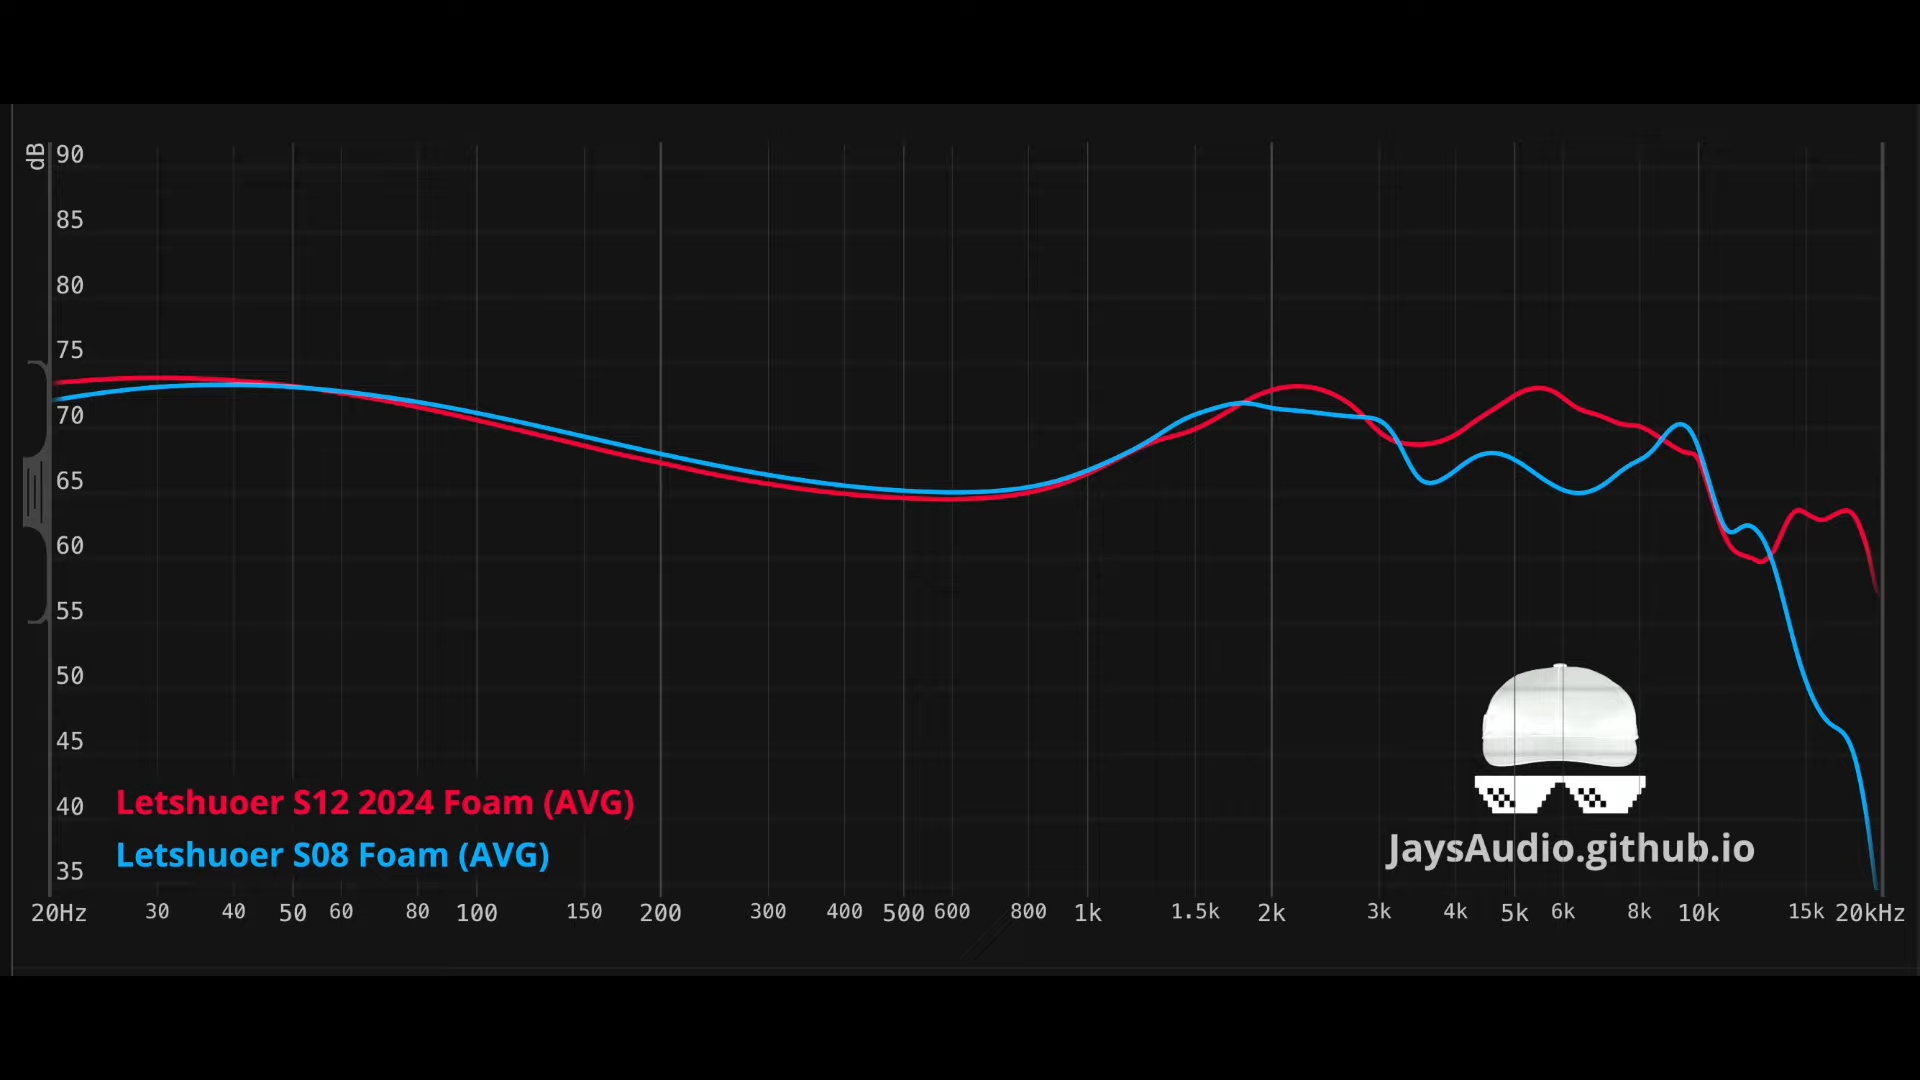 dB
90
85
80
75
70
65
60
55
50
45
40
35
Letshuoer S12 2024 Foam (AVG)
Letshuoer S08 Foam (AVG)
JaysAudio.github.io
20Hz 30 40 50 60 80 100 150 200 300 400 500 600 800 1k 1.5k 2k 3k 4k 5k 6k 8k 10k 15k 20kHz